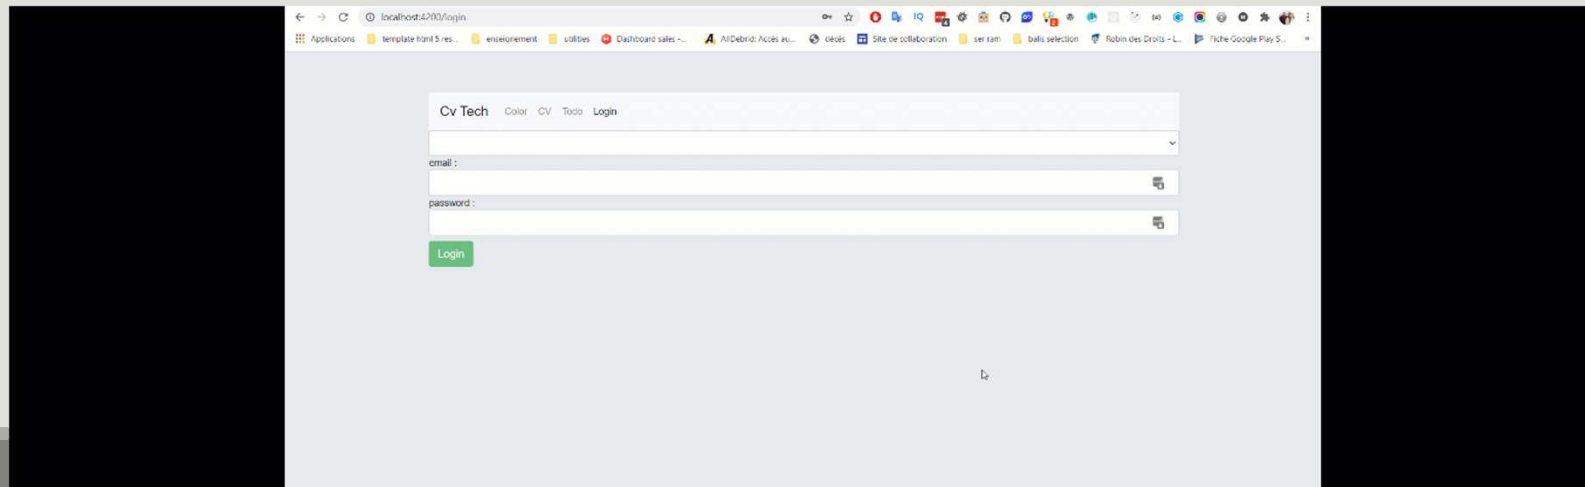 localhost:4200/login
Applications template html 5 res... enseignement utilities Dashboard sales -... AllDebrid: Accès au... décès Site de collaboration ser ram balis selection Robin des Droits - L... Fiche Google Play S... »
Cv Tech Color CV Todo Login
email :
password :
Login